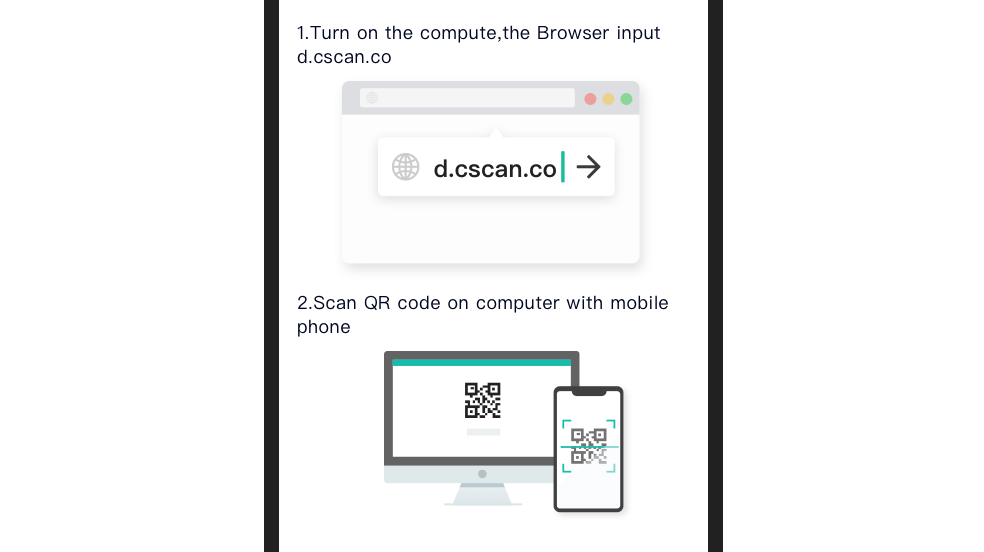 1.Turn on the compute,the Browser input
d.cscan.co
d.cscan.co
2.Scan QR code on computer with mobile
phone